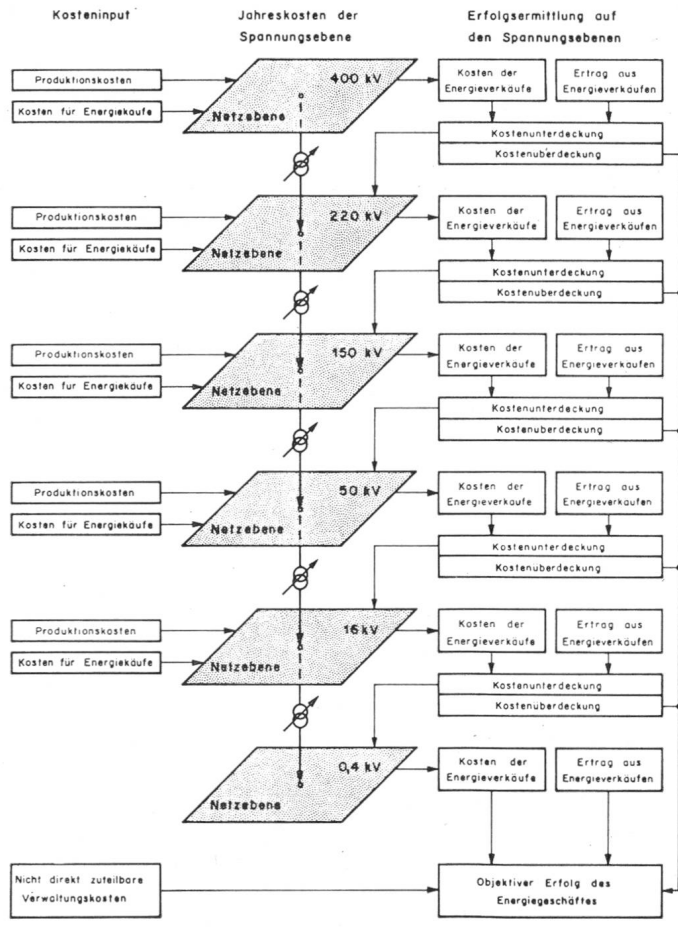 Kosteninput
Jahreskosten der
Spannungsebene
Erfolgsermittlung auf
den Spannungsebenen
Produktionskosten
Kosten für Energiekäufe
400 kV
Netzebene
Kosten der
Energieverkäufe
Ertrag aus
Energieverkäufen
Kostenunterdeckung
Kostenüberdeckung
Produktionskosten
Kosten für Energiekäufe
220 kV
Netzebene
Kosten der
Energieverkäufe
Ertrag aus
Energieverkäufen
Kostenunterdeckung
Kostenüberdeckung
Produktionskosten
Kosten für Energiekäufe
150 kV
Netzebene
Kosten der
Energieverkäufe
Ertrag aus
Energieverkäufen
Kostenunterdeckung
Kostenüberdeckung
Produktionskosten
Kosten für Energiekäufe
50 kV
Netzebene
Kosten der
Energieverkäufe
Ertrag aus
Energieverkäufen
Kostenunterdeckung
Kostenüberdeckung
Produktionskosten
Kosten für Energiekäufe
16 kV
Netzebene
Kosten der
Energieverkäufe
Ertrag aus
Energieverkäufen
Kostenunterdeckung
Kostenüberdeckung
0,4 kV
Netzebene
Kosten der
Energieverkäufe
Ertrag aus
Energieverkäufen
Nicht direkt zuteilbare
Verwaltungskosten
Objektiver Erfolg des
Energiegeschäftes